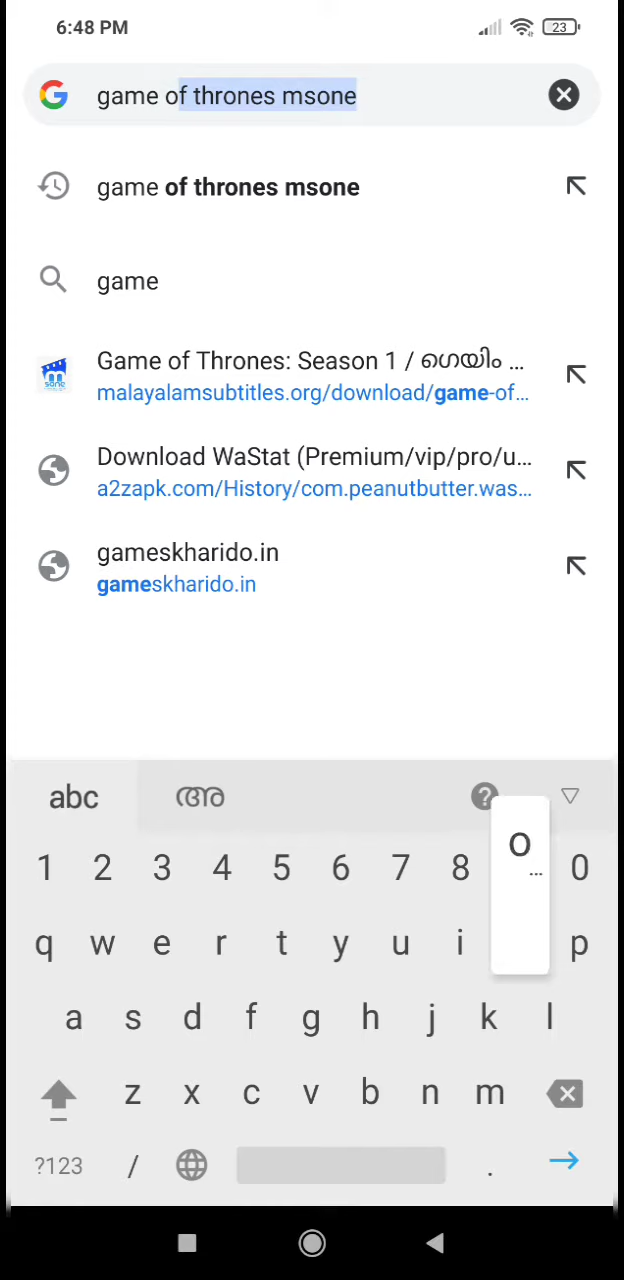 6:48 PM
23
game of thrones msone
game of thrones msone
game
Game of Thrones: Season 1 / ഗെയിം ...
malayalamsubtitles.org/download/game-of...
Download WaStat (Premium/vip/pro/u...
a2zapk.com/History/com.peanutbutter.was...
gameskharido.in
gameskharido.in
abc അ ?
1 2 3 4 5 6 7 8 o ... 0
q w e r t y u i p
a s d f g h j k l
z x c v b n m
?123 / .